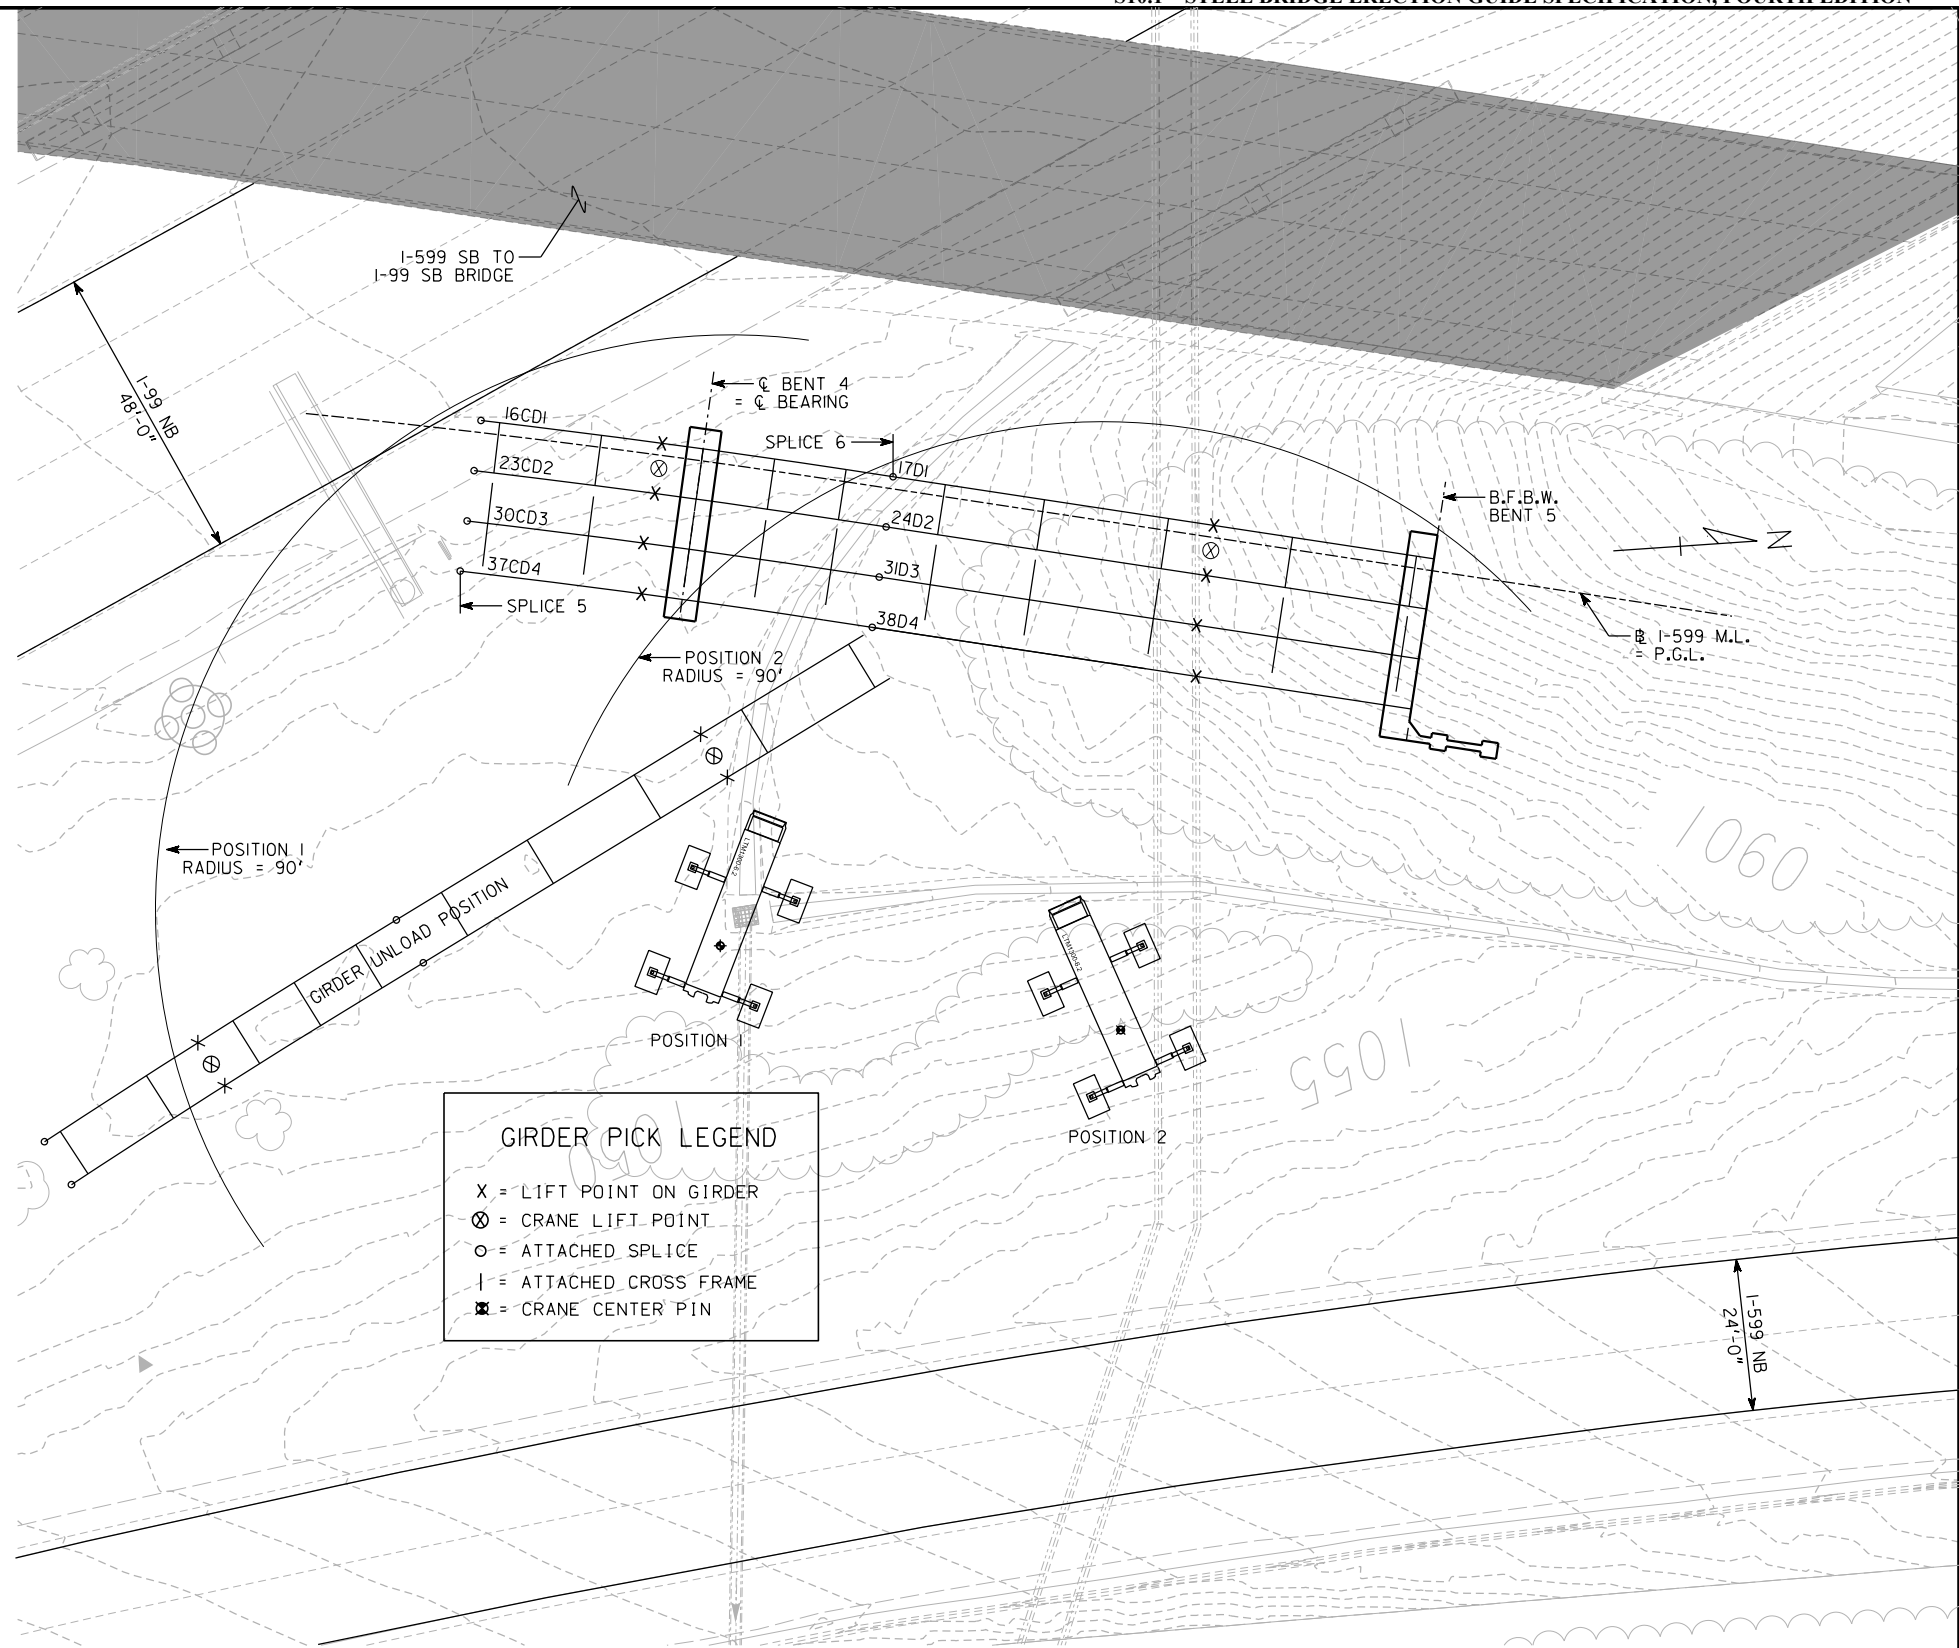 S10.1 – STEEL BRIDGE ERECTION GUIDE SPECIFICATION, FOURTH EDITION
I-599 SB TO
I-99 SB BRIDGE
I-99 NB
48'-0"
℄ BENT 4
= ℄ BEARING
16CD1
SPLICE 6
17D1
23CD2
B.F.B.W.
BENT 5
30CD3
24D2
N
37CD4
31D3
SPLICE 5
38D4
POSITION 2
RADIUS = 90'
I-599 M.L.
= P.G.L.
POSITION 1
RADIUS = 90'
1060
GIRDER UNLOAD POSITION
POSITION 1
1055
POSITION 2
1050
GIRDER PICK LEGEND
X = LIFT POINT ON GIRDER
⊗ = CRANE LIFT POINT
○ = ATTACHED SPLICE
| = ATTACHED CROSS FRAME
= CRANE CENTER PIN
I-599 NB
24'-0"